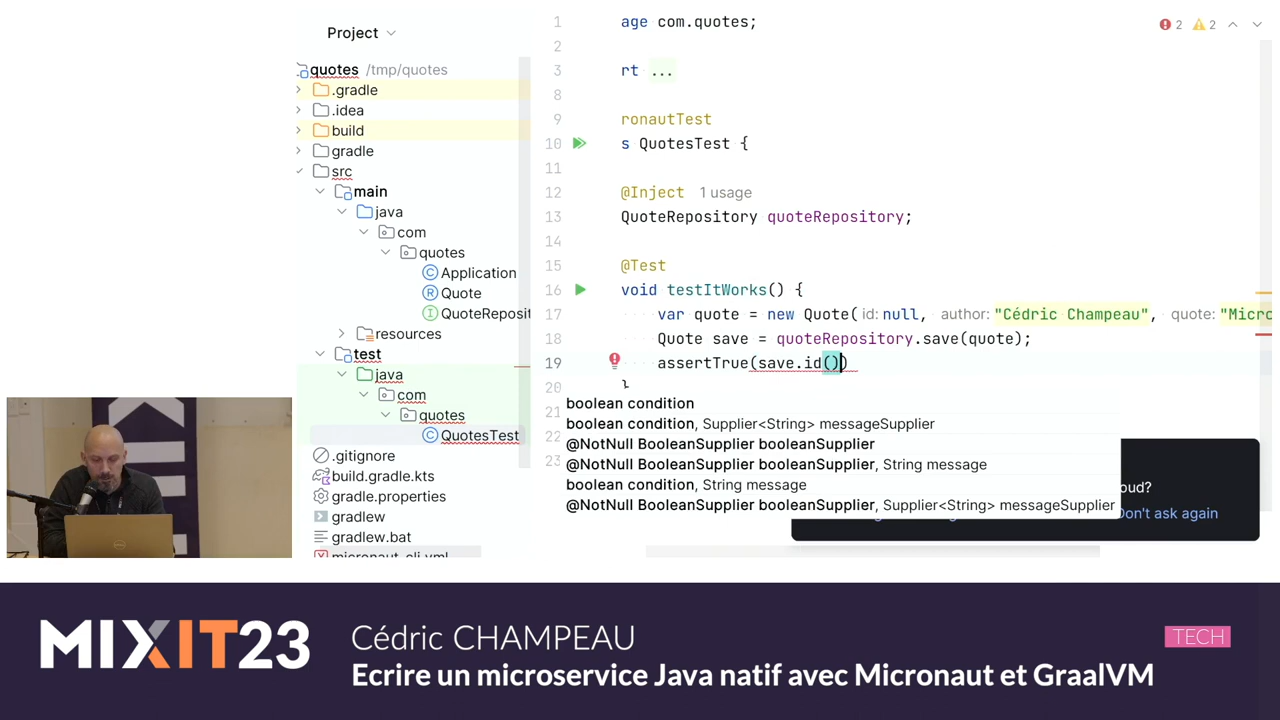 Project
quotes /tmp/quotes
.gradle
.idea
build
gradle
src
main
java
com
quotes
Application
Quote
QuoteReposit
resources
test
java
com
quotes
QuotesTest
.gitignore
build.gradle.kts
gradle.properties
gradlew
gradlew.bat
micronaut-cli.yml
2 2
1 age com.quotes;
2
3 rt ...
8
9 ronautTest
10 s QuotesTest {
11
12 @Inject 1 usage
13 QuoteRepository quoteRepository;
14
15 @Test
16 void testItWorks() {
17 var quote = new Quote( id: null, author: "Cédric Champeau", quote: "Micro
18 Quote save = quoteRepository.save(quote);
19 assertTrue(save.id())
20 }
21
22
23
boolean condition
boolean condition, Supplier<String> messageSupplier
@NotNull BooleanSupplier booleanSupplier
@NotNull BooleanSupplier booleanSupplier, String message
boolean condition, String message
@NotNull BooleanSupplier booleanSupplier, Supplier<String> messageSupplier
oud?
Don't ask again
MIXIT23
Cédric CHAMPEAU
TECH
Ecrire un microservice Java natif avec Micronaut et GraalVM